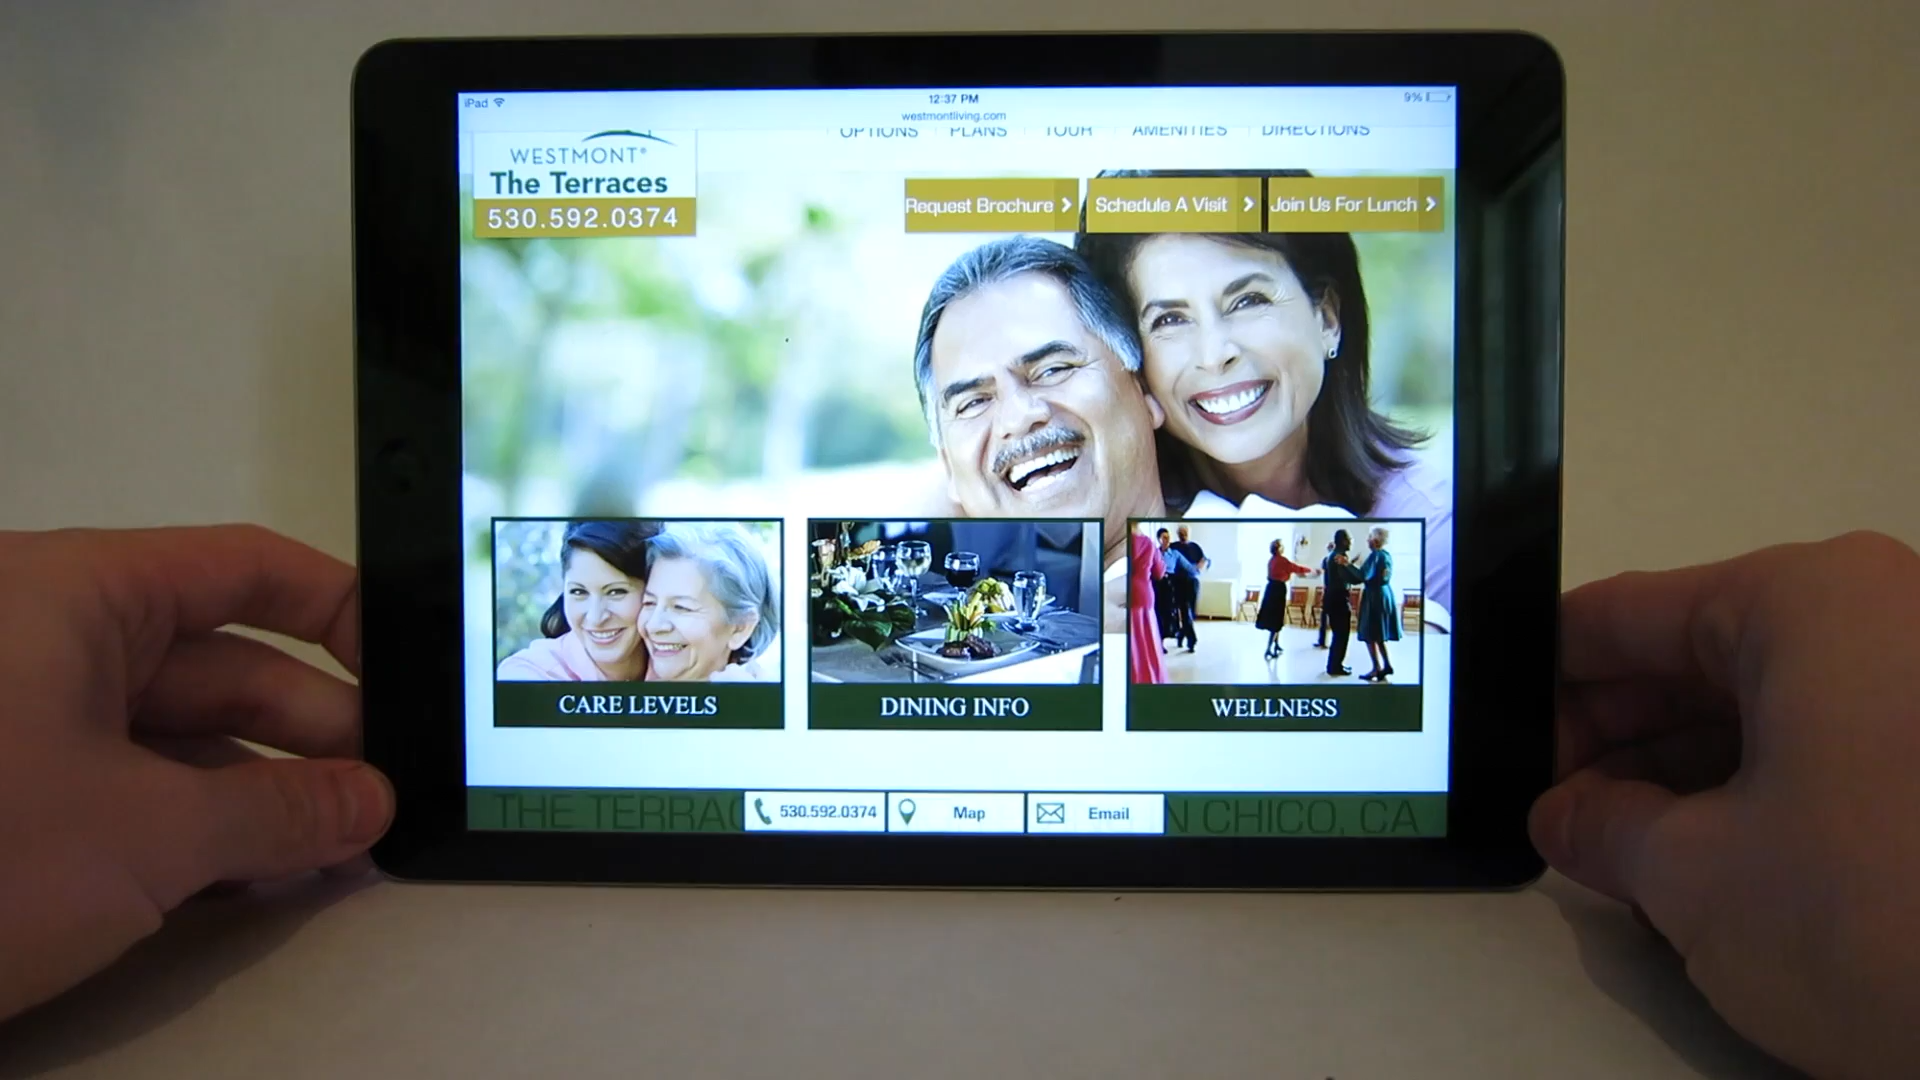 iPad
12:37 PM
9%
westmontliving.com
OPTIONS PLANS TOUR AMENITIES DIRECTIONS
WESTMONT®
The Terraces
530.592.0374
Request Brochure
Schedule A Visit
Join Us For Lunch
CARE LEVELS
DINING INFO
WELLNESS
THE TERRAC
530.592.0374
Map
Email
N CHICO, CA